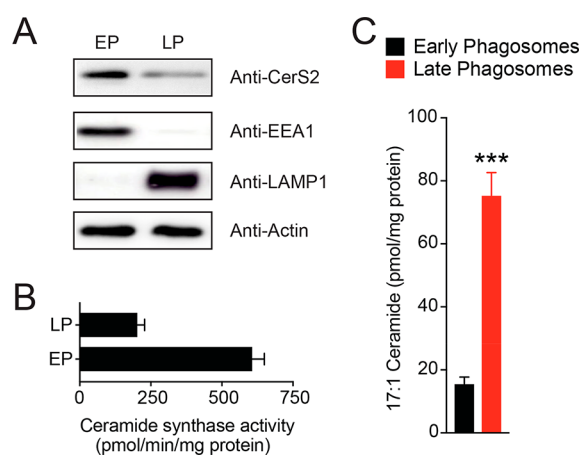 A
EP LP
Anti-CerS2
Anti-EEA1
Anti-LAMP1
Anti-Actin
B
LP
EP
0 250 500 750
Ceramide synthase activity
(pmol/min/mg protein)
C
Early Phagosomes
Late Phagosomes
100
80
60
40
20
0
17:1 Ceramide (pmol/mg protein)
***